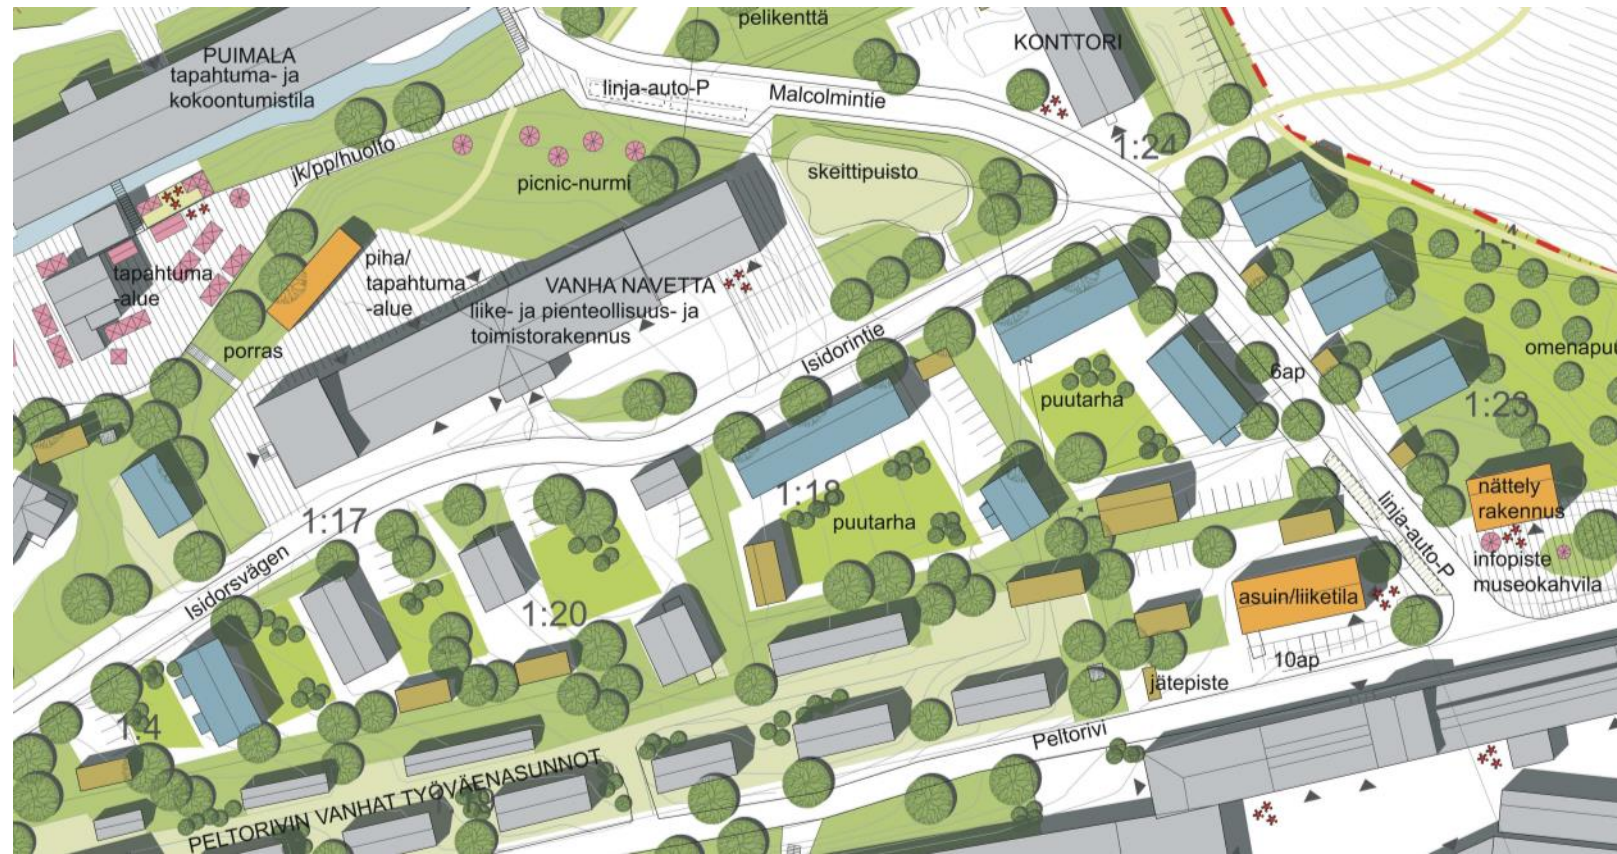 pelikenttä
KONTTORI
PUIMALA
tapahtuma- ja
kokoontumistila
linja-auto-P
Malcolmintie
1:24
jk/pp/huolto
picnic-nurmi
skeittipuisto
piha/
tapahtuma
-alue
tapahtuma
-alue
VANHA NAVETTA
liike- ja pienteollisuus- ja
toimistorakennus
porras
Isidorintie
omenapuu
6ap
puutarha
1:23
1:18
puutarha
1:17
Isidorsvägen
1:20
linja-auto-P
nättely
rakennus
infopiste
museokahvila
asuin/liiketila
10ap
jätepiste
Peltorivi
1:4
PELTORIVIN VANHAT TYÖVÄENASUNNOT